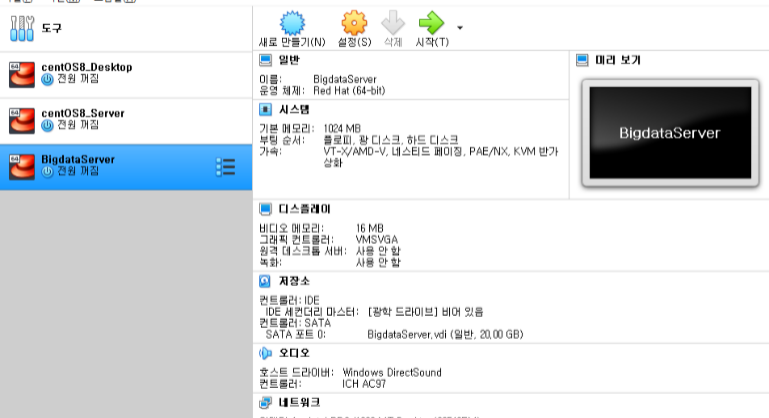 도구
새로 만들기(N) 설정(S) 삭제 시작(T)
centOS8_Desktop
전원 꺼짐
centOS8_Server
전원 꺼짐
BigdataServer
전원 꺼짐
일반
이름: BigdataServer
운영 체제: Red Hat (64-bit)
시스템
기본 메모리: 1024 MB
부팅 순서: 플로피, 광 디스크, 하드 디스크
가속: VT-X/AMD-V, 네스티드 페이징, PAE/NX, KVM 반가
상화
미리 보기
BigdataServer
디스플레이
비디오 메모리: 16 MB
그래픽 컨트롤러: VMSVGA
원격 데스크톱 서버: 사용 안 함
녹화: 사용 안 함
저장소
컨트롤러: IDE
IDE 세컨더리 마스터: [광학 드라이브] 비어 있음
컨트롤러: SATA
SATA 포트 0: BigdataServer.vdi (일반, 20,00 GB)
오디오
호스트 드라이버: Windows DirectSound
컨트롤러: ICH AC97
네트워크